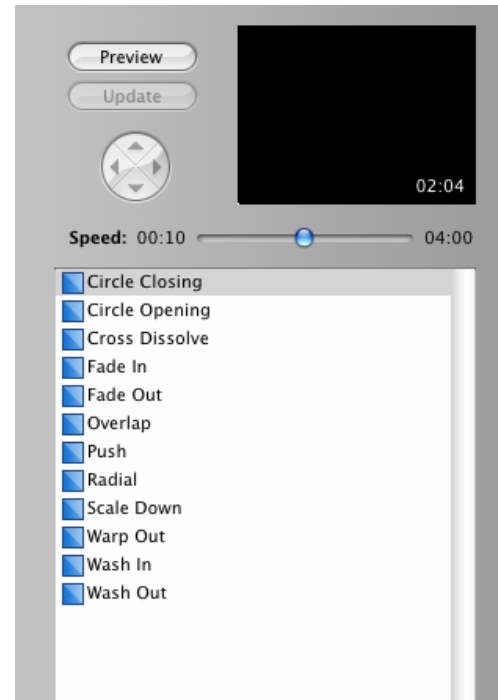 Preview
Update
02:04
Speed: 00:10 04:00
Circle Closing
Circle Opening
Cross Dissolve
Fade In
Fade Out
Overlap
Push
Radial
Scale Down
Warp Out
Wash In
Wash Out